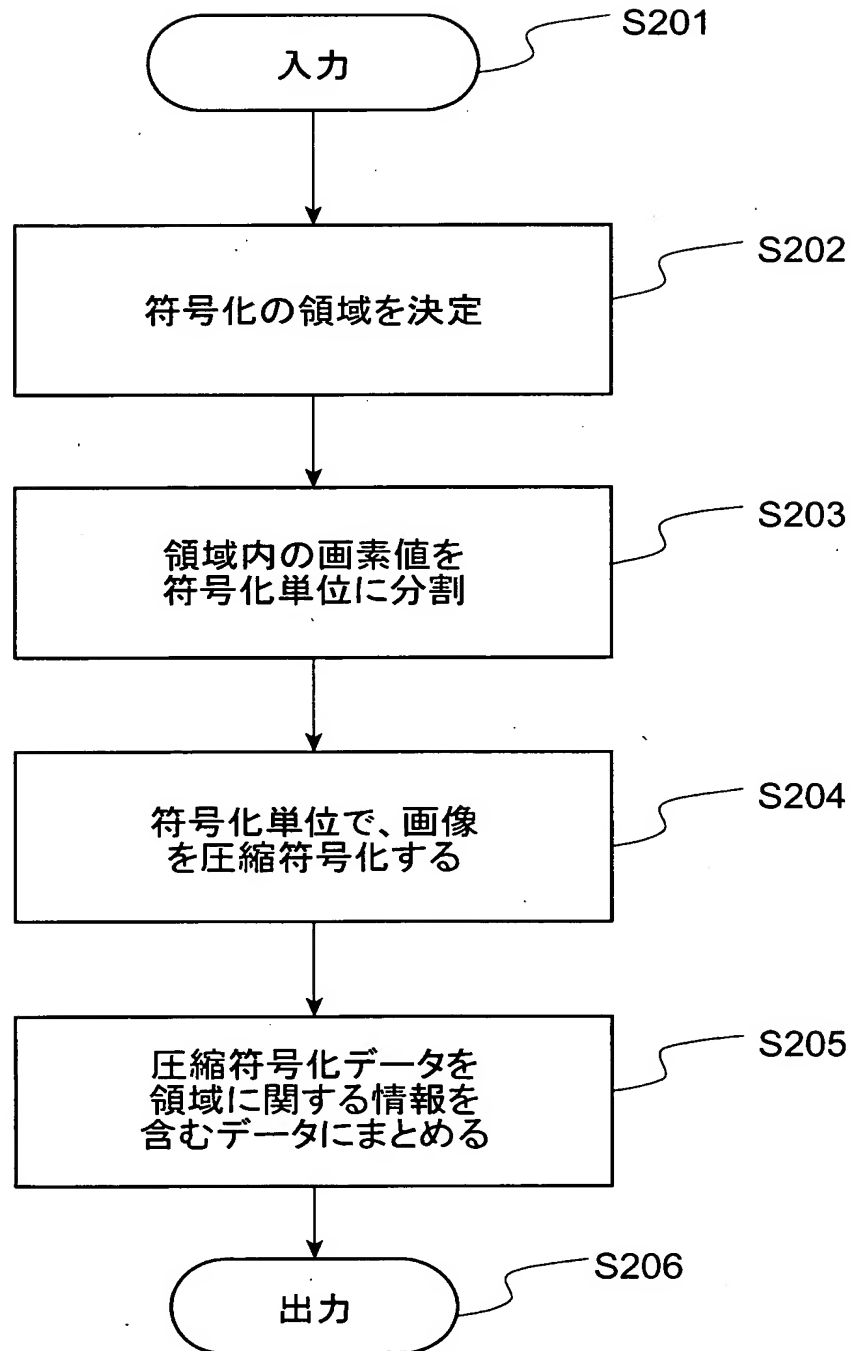 入力
S201
符号化の領域を決定
S202
領域内の画素値を
符号化単位に分割
S203
符号化単位で、画像
を圧縮符号化する
S204
圧縮符号化データを
領域に関する情報を
含むデータにまとめる
S205
出力
S206